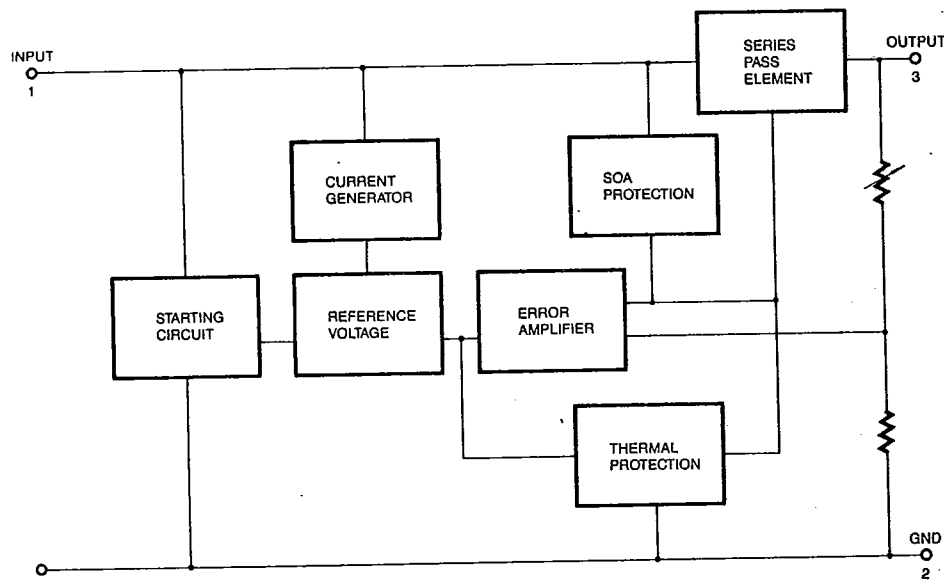 INPUT
1
SERIES
PASS
ELEMENT
OUTPUT
3
CURRENT
GENERATOR
SOA
PROTECTION
STARTING
CIRCUIT
REFERENCE
VOLTAGE
ERROR
AMPLIFIER
THERMAL
PROTECTION
GND
2